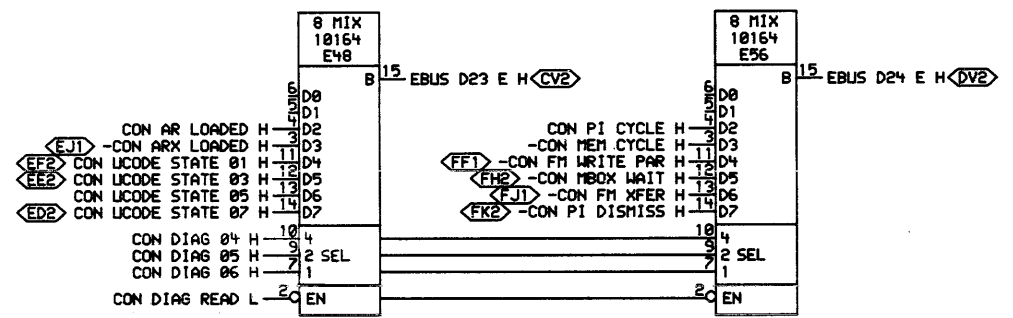 8 MIX
10164
E48
B 15 EBUS D23 E H CV2
6 D0
5 D1
CON AR LOADED H 4 D2
EJ1 -CON ARX LOADED H 3 D3
EF2 CON UCODE STATE 01 H 11 D4
EE2 CON UCODE STATE 03 H 12 D5
CON UCODE STATE 05 H 13 D6
ED2 CON UCODE STATE 07 H 14 D7
CON DIAG 04 H 10 4
CON DIAG 05 H 9 2 SEL
CON DIAG 06 H 7 1
CON DIAG READ L 2 EN
8 MIX
10164
E56
B 15 EBUS D24 E H DV2
6 D0
5 D1
CON PI CYCLE H 4 D2
-CON MEM CYCLE H 3 D3
FF1 -CON FM WRITE PAR H 11 D4
FH2 -CON MBOX WAIT H 12 D5
FJ1 -CON FM XFER H 13 D6
FK2 -CON PI DISMISS H 14 D7
10 4
9 2 SEL
7 1
2 EN